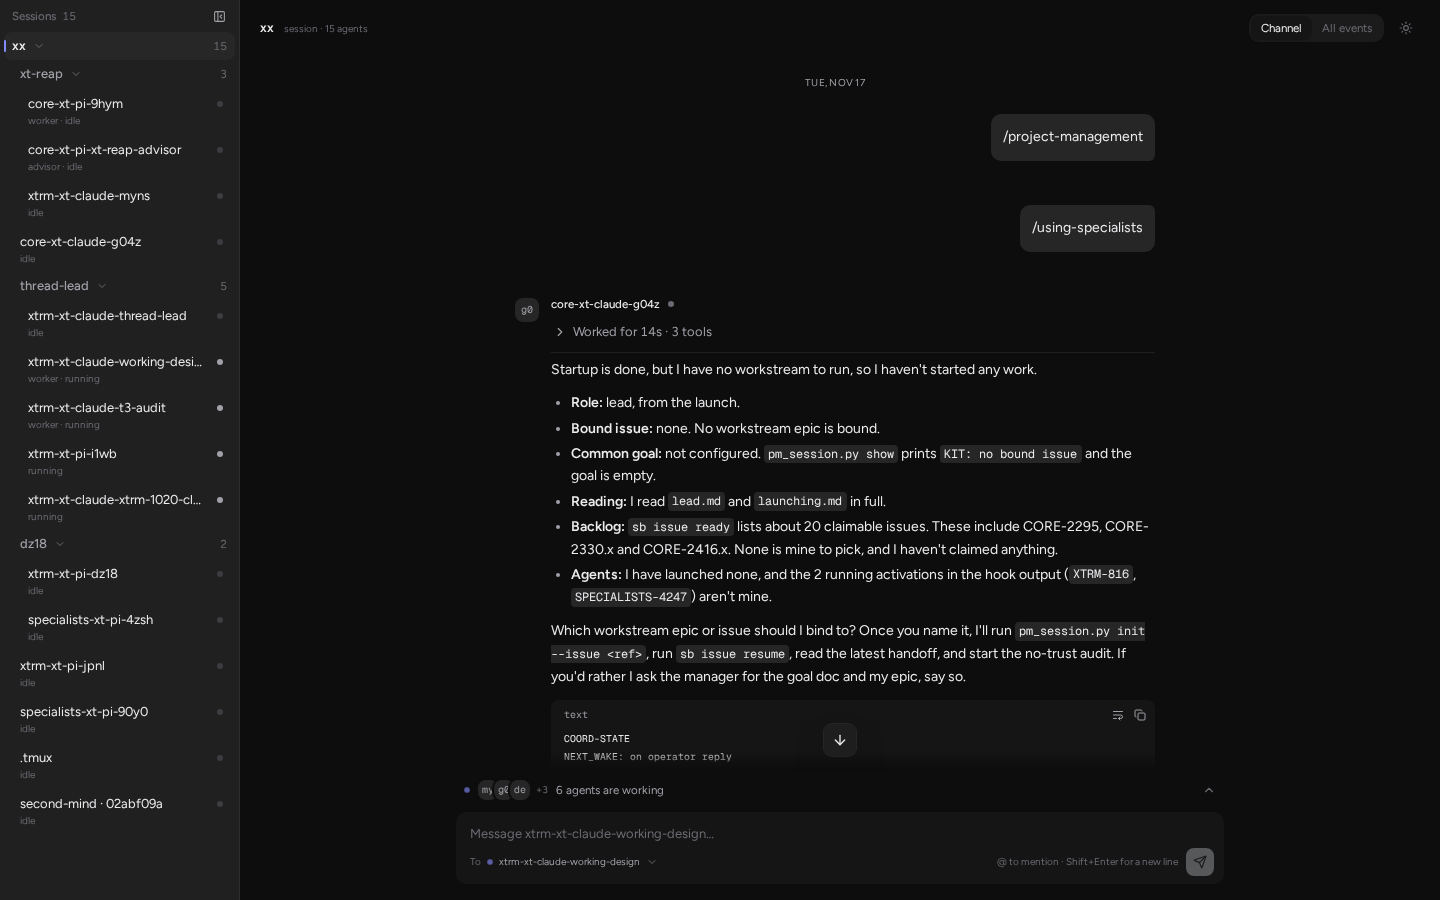 Sessions 15
xx 15
xt-reap 3
core-xt-pi-9hym
worker · idle
core-xt-pi-xt-reap-advisor
advisor · idle
xtrm-xt-claude-myns
idle
core-xt-claude-g04z
idle
thread-lead 5
xtrm-xt-claude-thread-lead
idle
xtrm-xt-claude-working-desi...
worker · running
xtrm-xt-claude-t3-audit
worker · running
xtrm-xt-pi-i1wb
running
xtrm-xt-claude-xtrm-1020-cl...
running
dz18 2
xtrm-xt-pi-dz18
idle
specialists-xt-pi-4zsh
idle
xtrm-xt-pi-jpnl
idle
specialists-xt-pi-90y0
idle
.tmux
idle
second-mind · 02abf09a
idle
xx session · 15 agents
Channel All events
TUE, NOV 17
/project-management
/using-specialists
g0 core-xt-claude-g04z
Worked for 14s · 3 tools
Startup is done, but I have no workstream to run, so I haven't started any work.
• Role: lead, from the launch.
• Bound issue: none. No workstream epic is bound.
• Common goal: not configured. pm_session.py show prints KIT: no bound issue and the
goal is empty.
• Reading: I read lead.md and launching.md in full.
• Backlog: sb issue ready lists about 20 claimable issues. These include CORE-2295, CORE-
2330.x and CORE-2416.x. None is mine to pick, and I haven't claimed anything.
• Agents: I have launched none, and the 2 running activations in the hook output (XTRM-816,
SPECIALISTS-4247) aren't mine.
Which workstream epic or issue should I bind to? Once you name it, I'll run pm_session.py init
--issue <ref>, run sb issue resume, read the latest handoff, and start the no-trust audit. If
you'd rather I ask the manager for the goal doc and my epic, say so.
text
COORD-STATE
NEXT_WAKE: on operator reply
my g0 de +3 6 agents are working
Message xtrm-xt-claude-working-design...
To xtrm-xt-claude-working-design
@ to mention · Shift+Enter for a new line